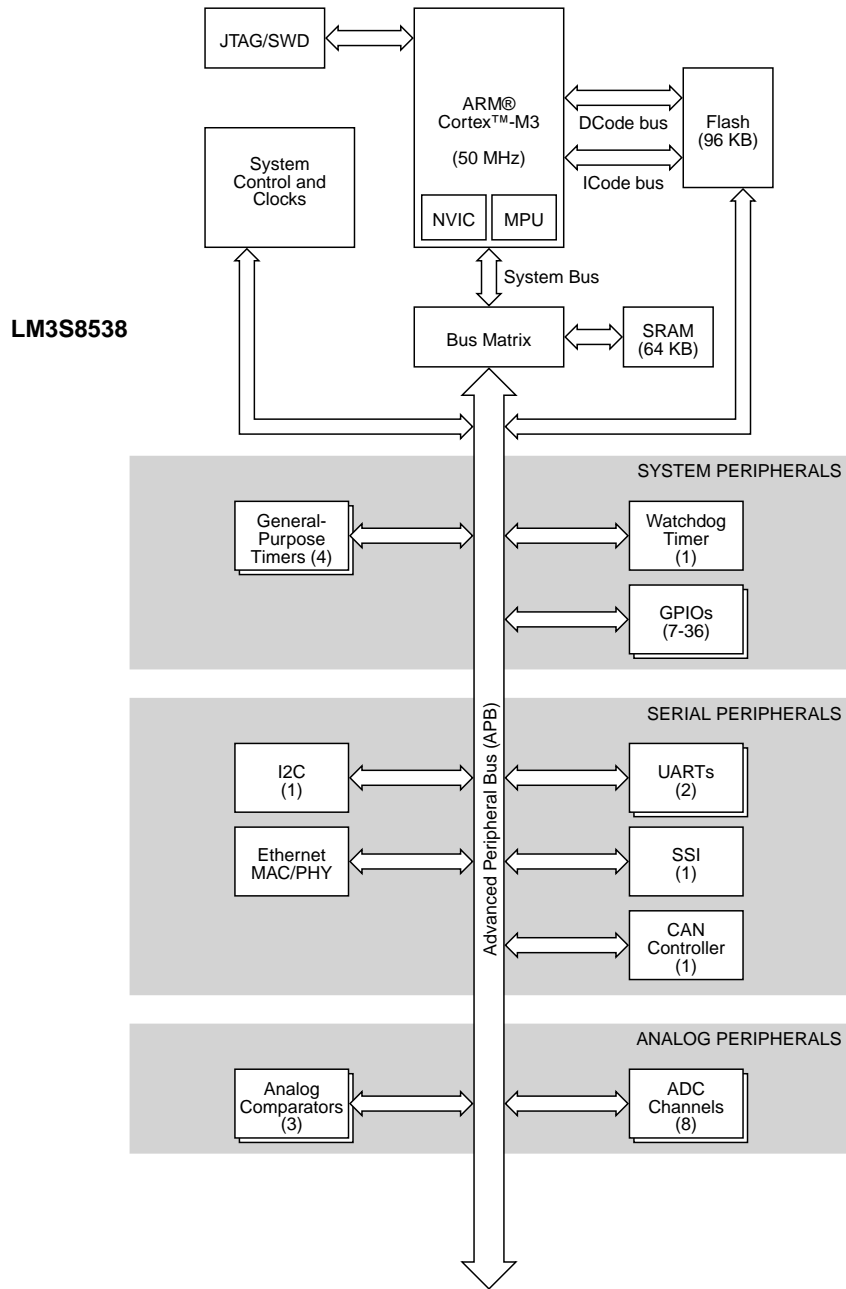 JTAG/SWD
ARM®
Cortex™-M3
(50 MHz)
NVIC
MPU
DCode bus
ICode bus
Flash
(96 KB)
System
Control and
Clocks
System Bus
LM3S8538
Bus Matrix
SRAM
(64 KB)
SYSTEM PERIPHERALS
General-
Purpose
Timers (4)
Watchdog
Timer
(1)
GPIOs
(7-36)
Advanced Peripheral Bus (APB)
SERIAL PERIPHERALS
I2C
(1)
UARTs
(2)
Ethernet
MAC/PHY
SSI
(1)
CAN
Controller
(1)
ANALOG PERIPHERALS
Analog
Comparators
(3)
ADC
Channels
(8)